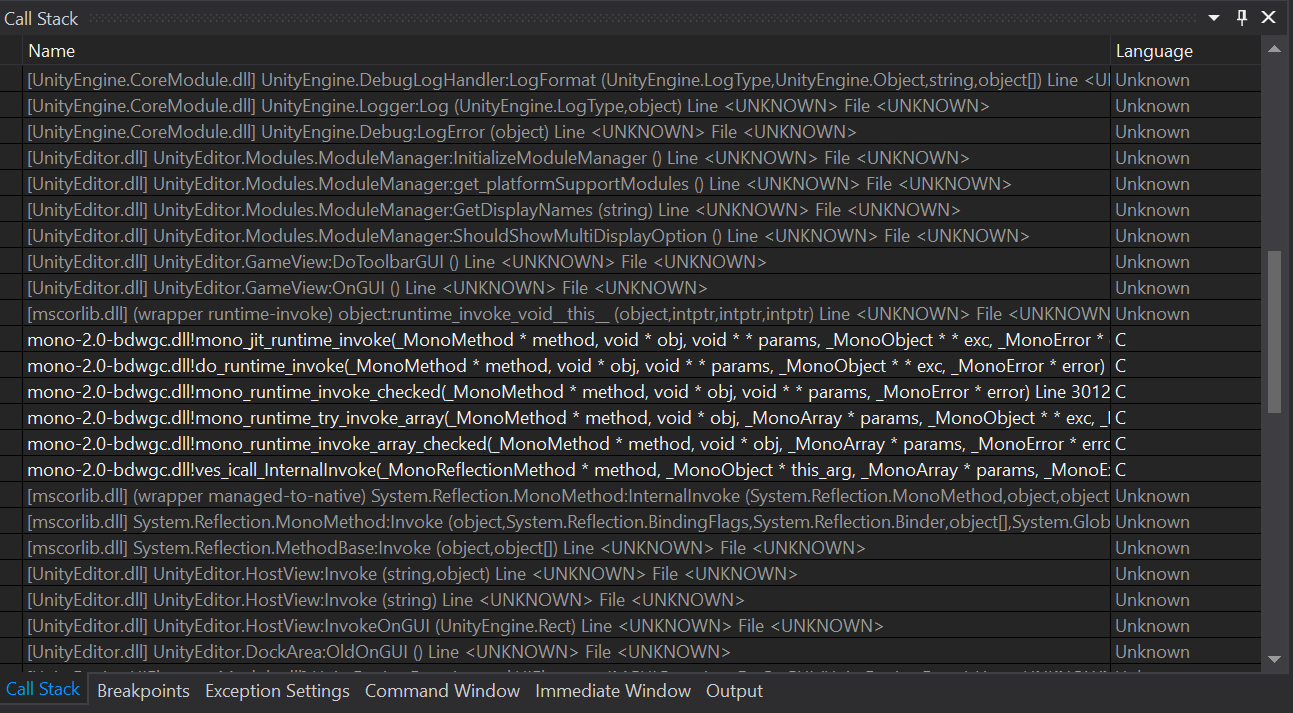 Call Stack
Name Language
[UnityEngine.CoreModule.dll] UnityEngine.DebugLogHandler:LogFormat (UnityEngine.LogType,UnityEngine.Object,string,object[]) Line <UI Unknown
[UnityEngine.CoreModule.dll] UnityEngine.Logger:Log (UnityEngine.LogType,object) Line <UNKNOWN> File <UNKNOWN> Unknown
[UnityEngine.CoreModule.dll] UnityEngine.Debug:LogError (object) Line <UNKNOWN> File <UNKNOWN> Unknown
[UnityEditor.dll] UnityEditor.Modules.ModuleManager:InitializeModuleManager () Line <UNKNOWN> File <UNKNOWN> Unknown
[UnityEditor.dll] UnityEditor.Modules.ModuleManager:get_platformSupportModules () Line <UNKNOWN> File <UNKNOWN> Unknown
[UnityEditor.dll] UnityEditor.Modules.ModuleManager:GetDisplayNames (string) Line <UNKNOWN> File <UNKNOWN> Unknown
[UnityEditor.dll] UnityEditor.Modules.ModuleManager:ShouldShowMultiDisplayOption () Line <UNKNOWN> File <UNKNOWN> Unknown
[UnityEditor.dll] UnityEditor.GameView:DoToolbarGUI () Line <UNKNOWN> File <UNKNOWN> Unknown
[UnityEditor.dll] UnityEditor.GameView:OnGUI () Line <UNKNOWN> File <UNKNOWN> Unknown
[mscorlib.dll] (wrapper runtime-invoke) object:runtime_invoke_void__this__ (object,intptr,intptr,intptr) Line <UNKNOWN> File <UNKNOWN Unknown
mono-2.0-bdwgc.dll!mono_jit_runtime_invoke(_MonoMethod * method, void * obj, void * * params, _MonoObject * * exc, _MonoError * C
mono-2.0-bdwgc.dll!do_runtime_invoke(_MonoMethod * method, void * obj, void * * params, _MonoObject * * exc, _MonoError * error) C
mono-2.0-bdwgc.dll!mono_runtime_invoke_checked(_MonoMethod * method, void * obj, void * * params, _MonoError * error) Line 3012 C
mono-2.0-bdwgc.dll!mono_runtime_try_invoke_array(_MonoMethod * method, void * obj, _MonoArray * params, _MonoObject * * exc, C
mono-2.0-bdwgc.dll!mono_runtime_invoke_array_checked(_MonoMethod * method, void * obj, _MonoArray * params, _MonoError * errc C
mono-2.0-bdwgc.dll!ves_icall_InternalInvoke(_MonoReflectionMethod * method, _MonoObject * this_arg, _MonoArray * params, _MonoE C
[mscorlib.dll] (wrapper managed-to-native) System.Reflection.MonoMethod:InternalInvoke (System.Reflection.MonoMethod,object,object Unknown
[mscorlib.dll] System.Reflection.MonoMethod:Invoke (object,System.Reflection.BindingFlags,System.Reflection.Binder,object[],System.Glob Unknown
[mscorlib.dll] System.Reflection.MethodBase:Invoke (object,object[]) Line <UNKNOWN> File <UNKNOWN> Unknown
[UnityEditor.dll] UnityEditor.HostView:Invoke (string,object) Line <UNKNOWN> File <UNKNOWN> Unknown
[UnityEditor.dll] UnityEditor.HostView:Invoke (string) Line <UNKNOWN> File <UNKNOWN> Unknown
[UnityEditor.dll] UnityEditor.HostView:InvokeOnGUI (UnityEngine.Rect) Line <UNKNOWN> File <UNKNOWN> Unknown
[UnityEditor.dll] UnityEditor.DockArea:OldOnGUI () Line <UNKNOWN> File <UNKNOWN> Unknown
Call Stack Breakpoints Exception Settings Command Window Immediate Window Output